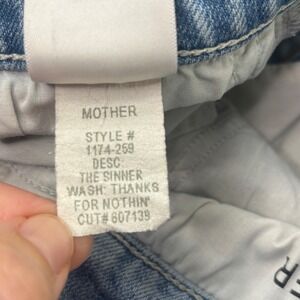 MOTHER
STYLE #
1174-259
DESC:
THE SINNER
WASH: THANKS
FOR NOTHIN'
CUT# 607139